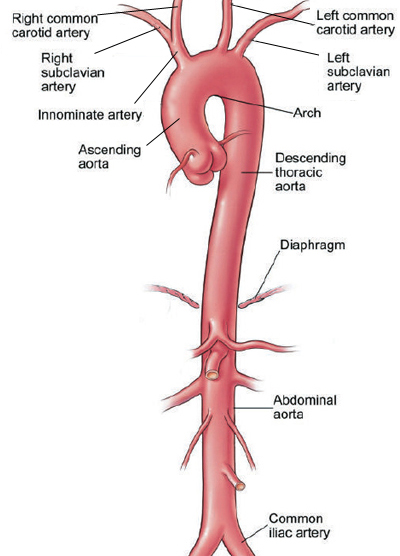 Right common
carotid artery
Left common
carotid artery
Right
subclavian
artery
Left
subclavian
artery
Innominate artery
Arch
Ascending
aorta
Descending
thoracic
aorta
Diaphragm
Abdominal
aorta
Common
iliac artery